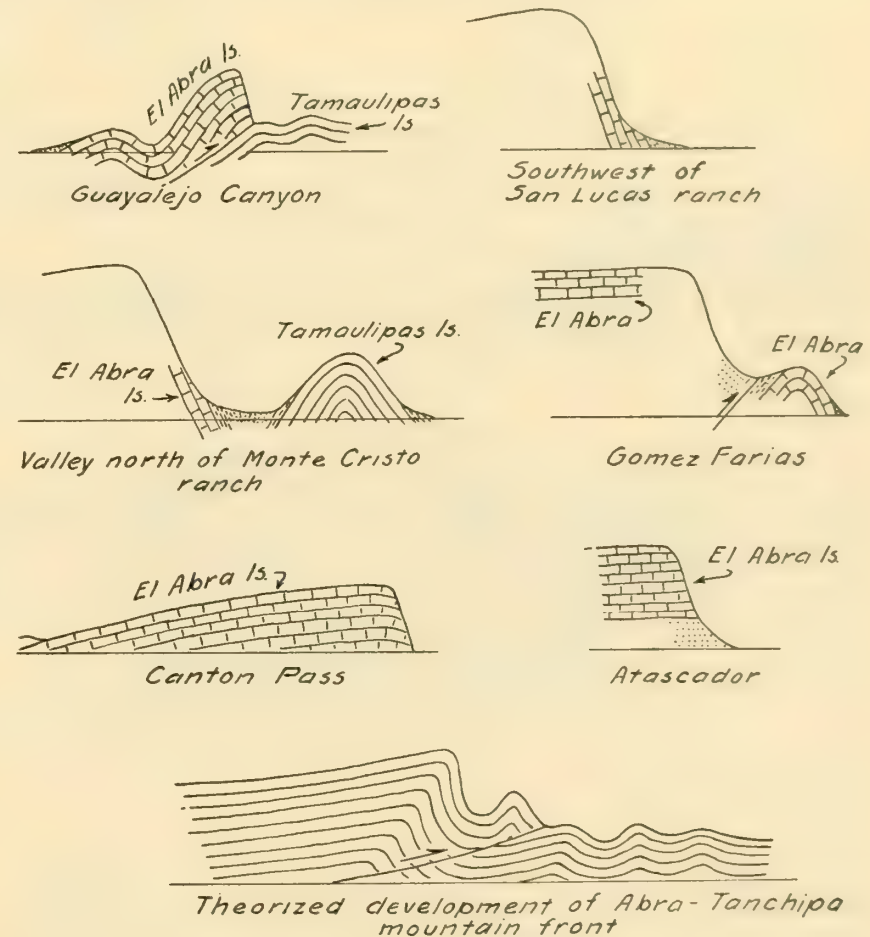 El Abra ls.
Tamaulipas
ls
Guayalejo Canyon
Southwest of
San Lucas ranch
El Abra
ls.
Tamaulipas ls.
Valley north of Monte Cristo
ranch
El Abra
El Abra
Gomez Farias
El Abra ls.
Canton Pass
El Abra ls.
Atascador
Theorized development of Abra-Tanchipa
mountain front